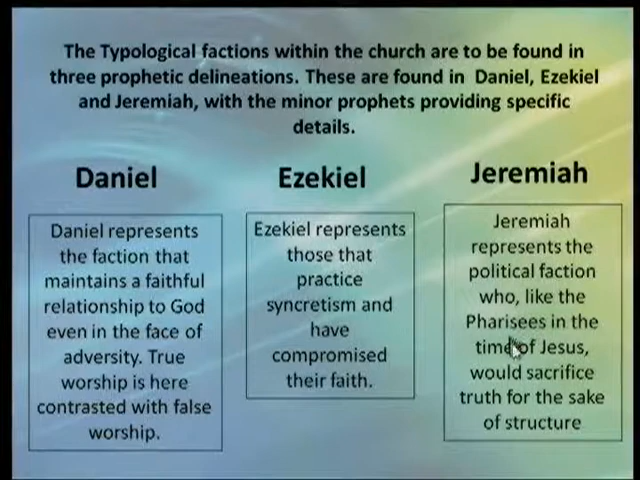 The Typological factions within the church are to be found in
three prophetic delineations. These are found in Daniel, Ezekiel
and Jeremiah, with the minor prophets providing specific
details.
Daniel
Daniel represents
the faction that
maintains a faithful
relationship to God
even in the face of
adversity. True
worship is here
contrasted with false
worship.
Ezekiel
Ezekiel represents
those that
practice
syncretism and
have
compromised
their faith.
Jeremiah
Jeremiah
represents the
political faction
who, like the
Pharisees in the
time of Jesus,
would sacrifice
truth for the sake
of structure